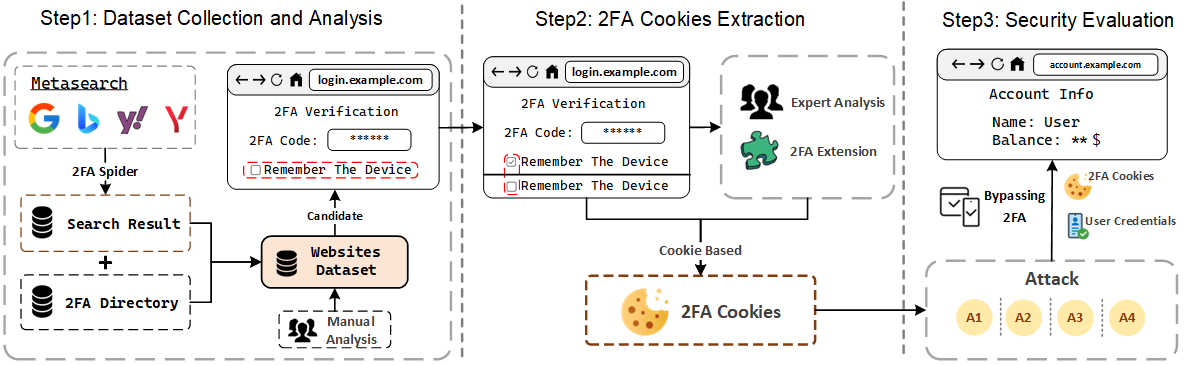 Step1: Dataset Collection and Analysis
Metasearch
2FA Spider
Search Result
+
2FA Directory
login.example.com
2FA Verification
2FA Code: ******
Remember The Device
Candidate
Websites
Dataset
Manual
Analysis
Step2: 2FA Cookies Extraction
login.example.com
2FA Verification
2FA Code: ******
Remember The Device
Remember The Device
Expert Analysis
2FA Extension
Cookie Based
2FA Cookies
Step3: Security Evaluation
account.example.com
Account Info
Name: User
Balance: ** $
Bypassing
2FA
2FA Cookies
User Credentials
Attack
A1
A2
A3
A4